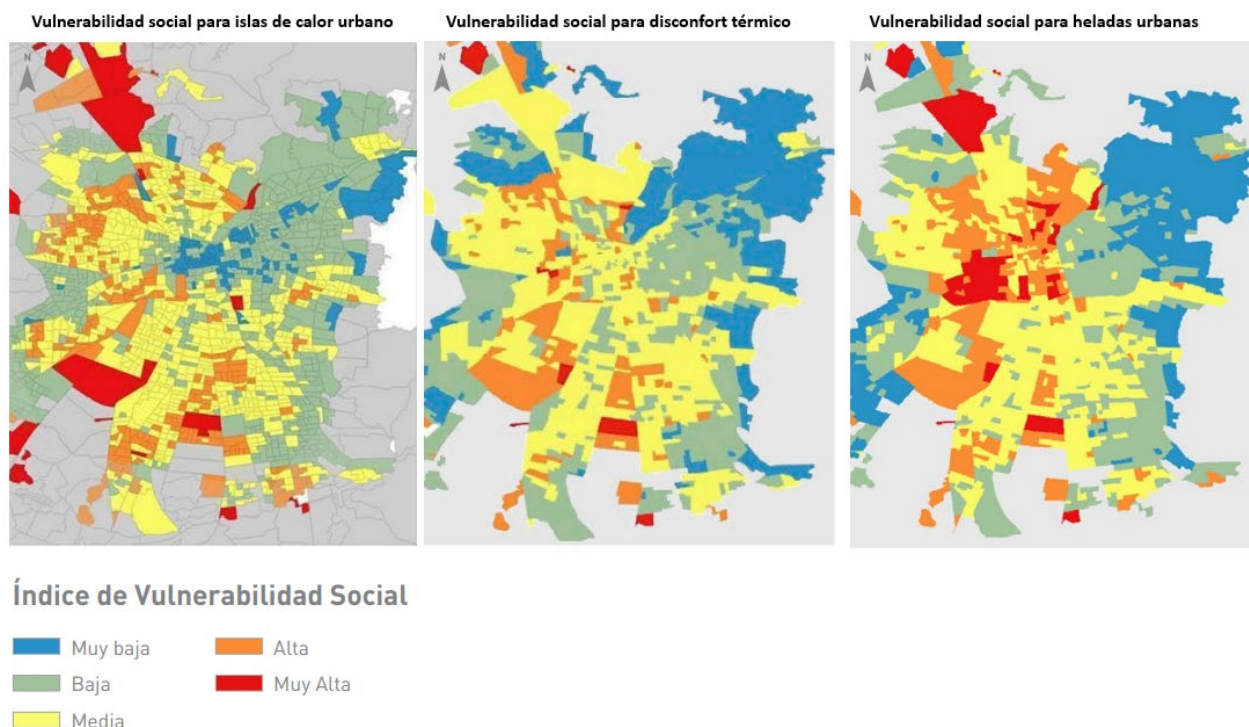 Vulnerabilidad social para islas de calor urbano
Vulnerabilidad social para disconfort térmico
Vulnerabilidad social para heladas urbanas
N
N
N
Índice de Vulnerabilidad Social
Muy baja
Alta
Baja
Muy Alta
Media